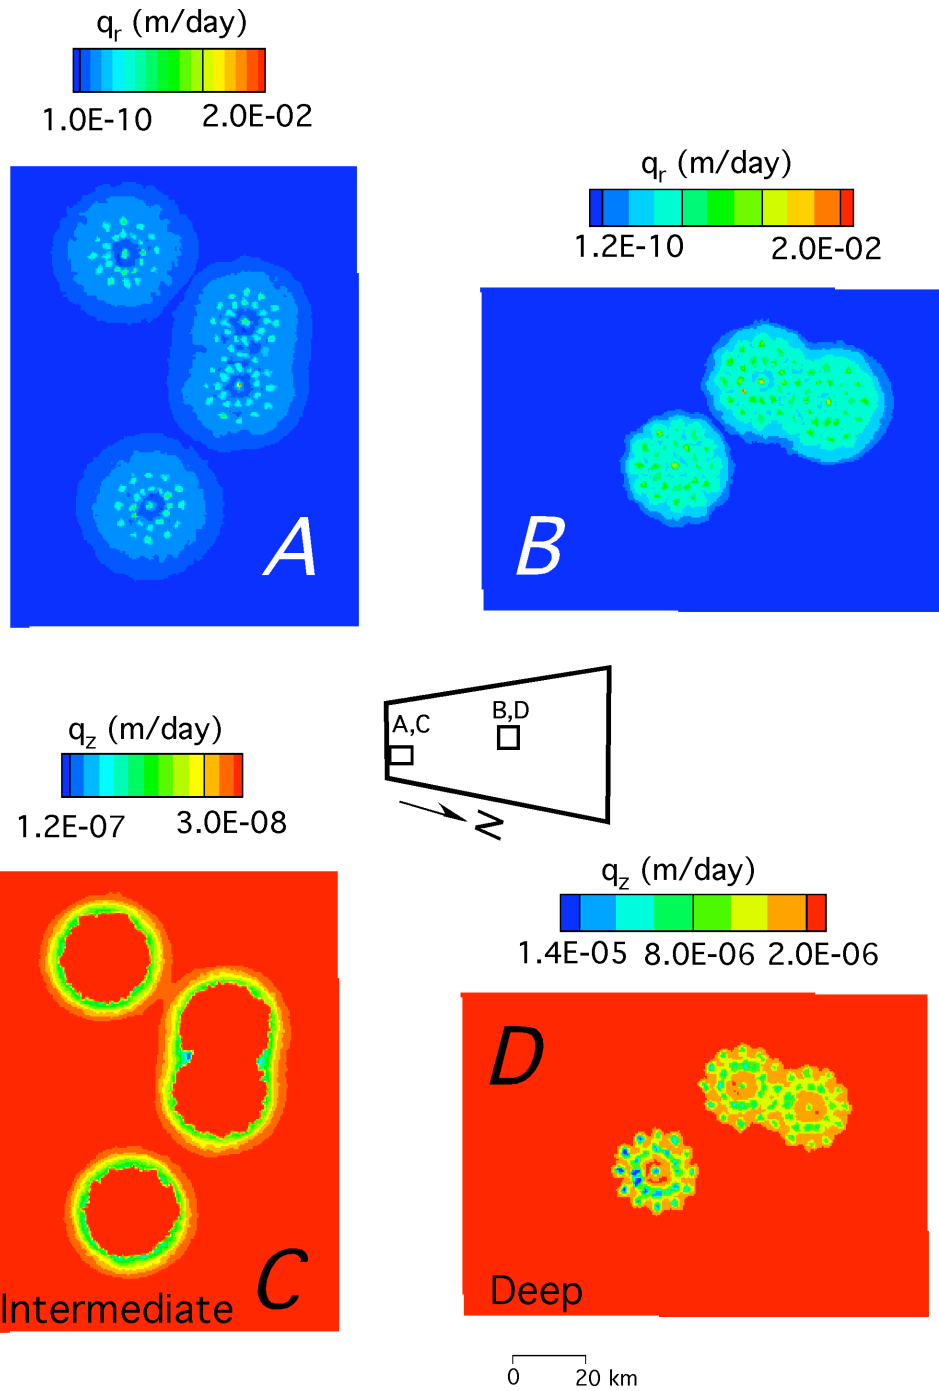 qr (m/day)
1.0E-10 2.0E-02
qr (m/day)
1.2E-10 2.0E-02
A
B
A,C
B,D
N
qz (m/day)
1.2E-07 3.0E-08
qz (m/day)
1.4E-05 8.0E-06 2.0E-06
C
Intermediate
D
Deep
0 20 km